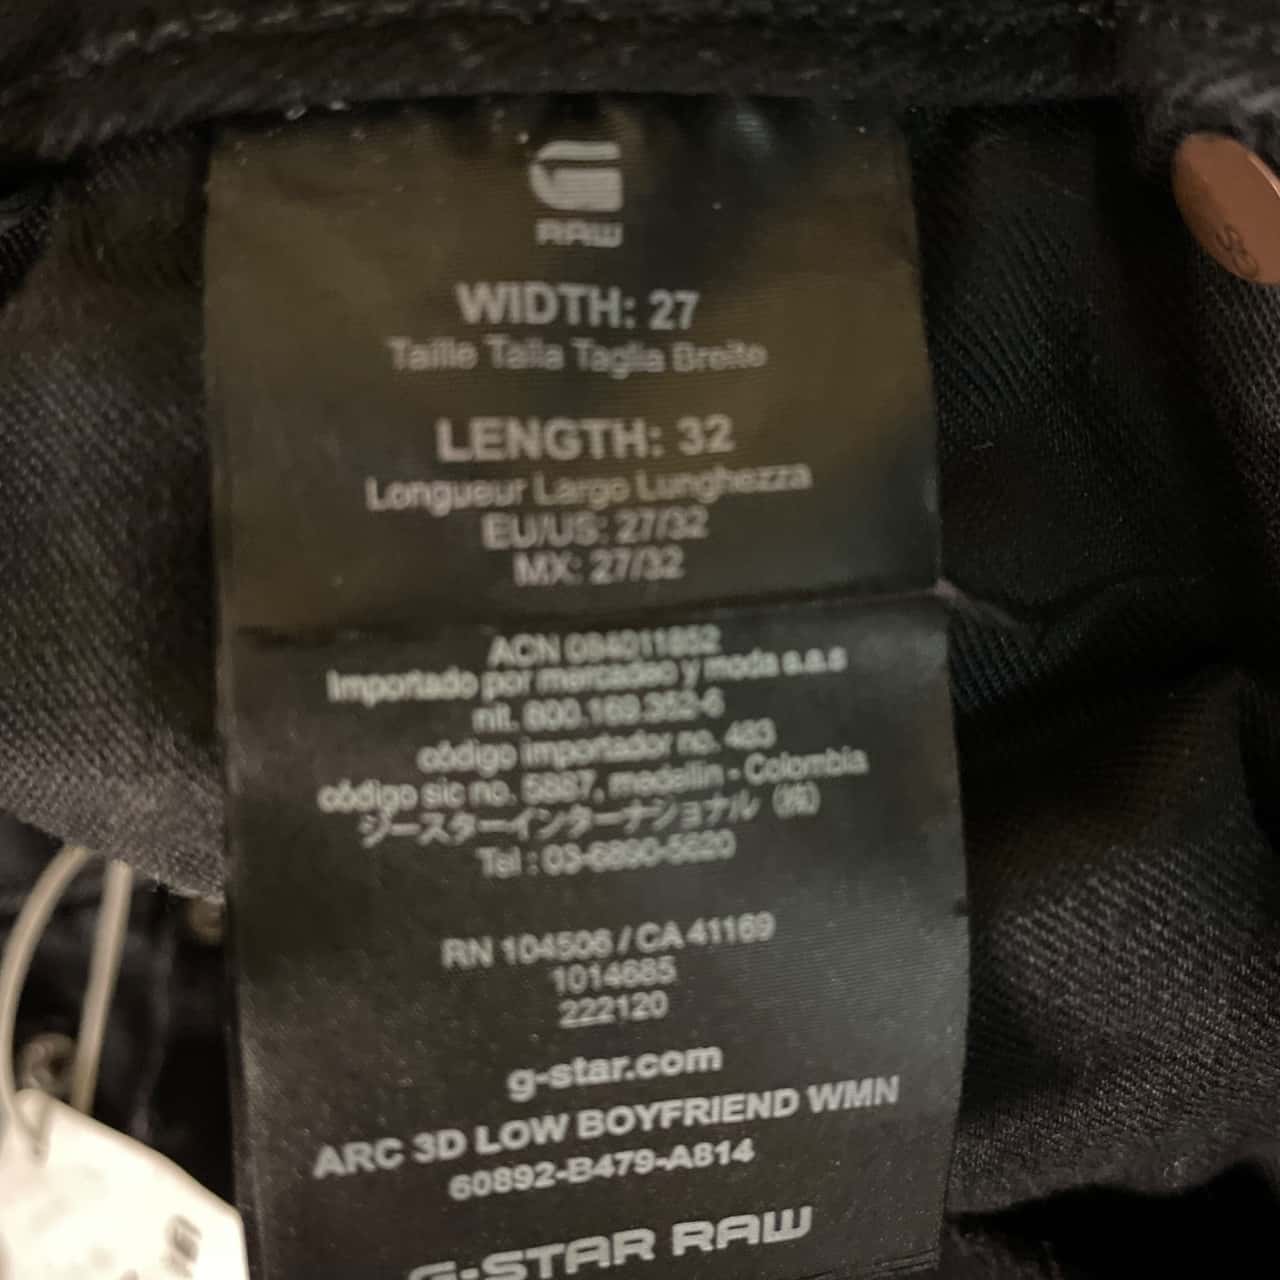 RAW
WIDTH: 27
Taille Talla Taglia Breite
LENGTH: 32
Longueur Largo Lunghezza
EU/US: 27/32
MX: 27/32
ACN 084011852
Importado por mercadeo y moda s.a.s
nit. 800.169.352-6
código importador no. 483
código sic no. 5887, medellin - Colombia
ジースターインターナショナル (株)
Tel : 03-6890-5620
RN 104506 / CA 41169
1014685
222120
g-star.com
ARC 3D LOW BOYFRIEND WMN
60892-B479-A814
G-STAR RAW